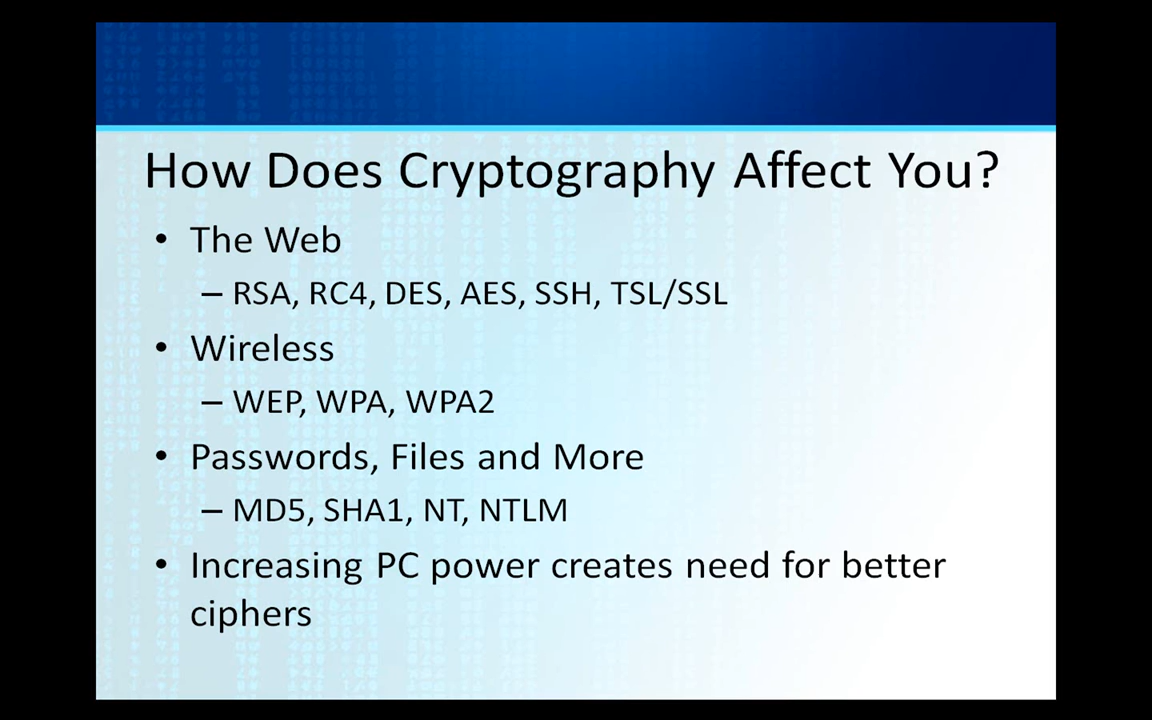 How Does Cryptography Affect You?
• The Web
– RSA, RC4, DES, AES, SSH, TSL/SSL
• Wireless
– WEP, WPA, WPA2
• Passwords, Files and More
– MD5, SHA1, NT, NTLM
• Increasing PC power creates need for better
ciphers